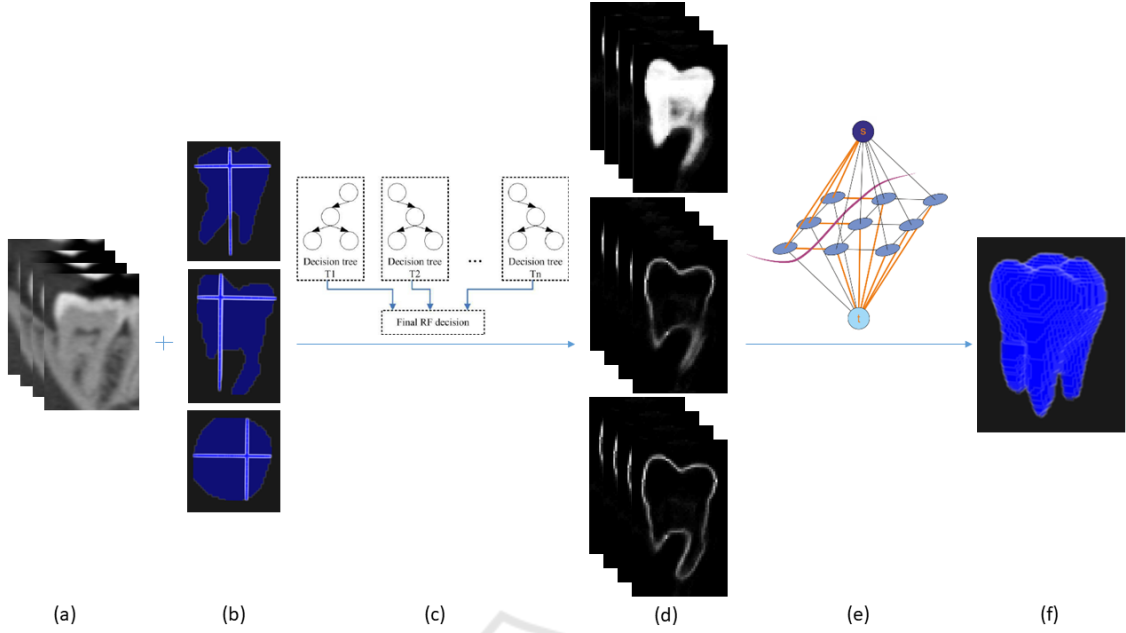 s
Decision tree
T1
Decision tree
T2
...
Decision tree
Tn
Final RF decision
t
(a)
(b)
(c)
(d)
(e)
(f)